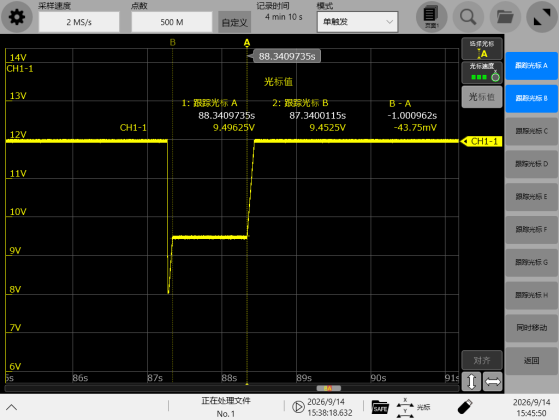 采样速度
点数
记录时间
模式
2 MS/s
500 M
自定义
4 min 10 s
单触发
页面1
B
A
88.3409735s
选择光标
A
14V
CH1-1
光标值
光标速度
跟踪光标 A
13V
1: 跟踪光标 A
2: 跟踪光标 B
B - A
光标值
跟踪光标 B
88.3409735s
87.3400115s
-1.000962s
CH1-1
9.49625V
9.4525V
-43.75mV
跟踪光标 C
12V
CH1-1
跟踪光标 D
11V
跟踪光标 E
10V
跟踪光标 F
9V
跟踪光标 G
8V
跟踪光标 H
7V
同时移动
6V
对齐
返回
86s
87s
88s
89s
90s
91s
正在处理文件
No. 1
2026/9/14
15:38:18.632
SAFE
X
Y
光标
2026/9/14
15:45:50